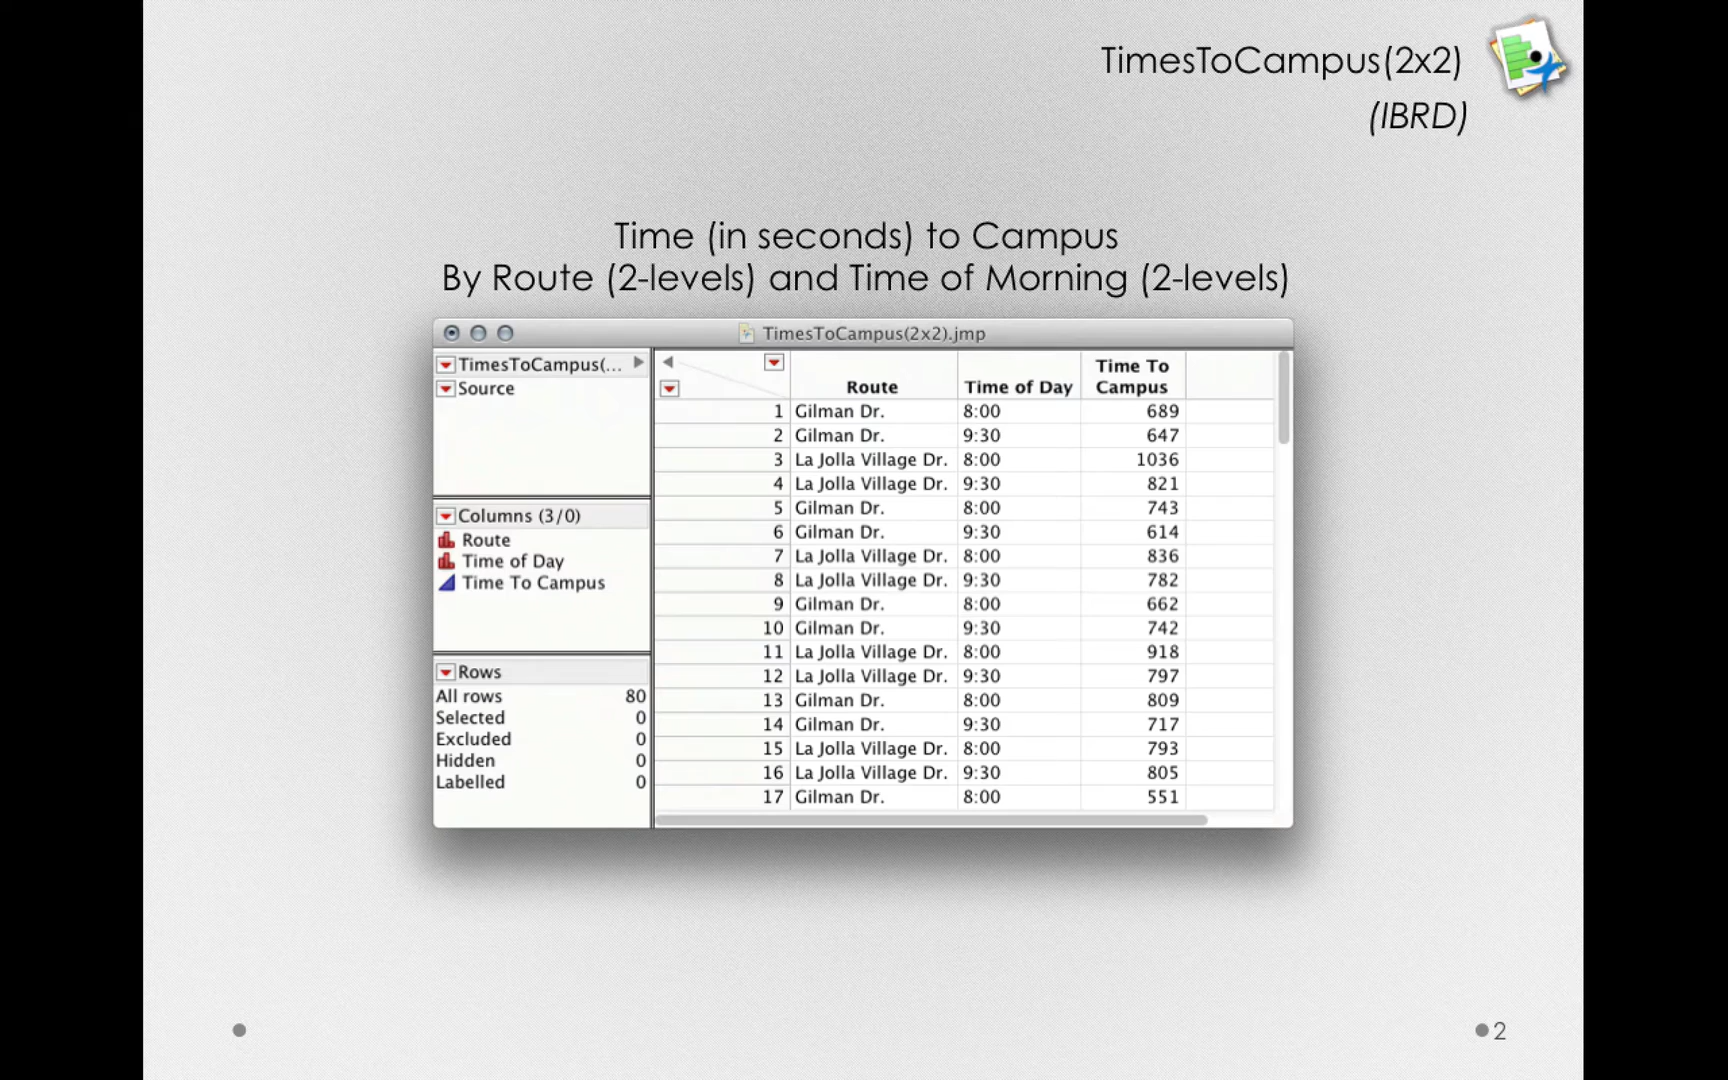 TimesToCampus(2x2)
(IBRD)
Time (in seconds) to Campus
By Route (2-levels) and Time of Morning (2-levels)
TimesToCampus(2x2).jmp
TimesToCampus(...
Source
Columns (3/0)
Route
Time of Day
Time To Campus
Rows
All rows 80
Selected 0
Excluded 0
Hidden 0
Labelled 0
Route Time of Day Time To Campus
1 Gilman Dr. 8:00 689
2 Gilman Dr. 9:30 647
3 La Jolla Village Dr. 8:00 1036
4 La Jolla Village Dr. 9:30 821
5 Gilman Dr. 8:00 743
6 Gilman Dr. 9:30 614
7 La Jolla Village Dr. 8:00 836
8 La Jolla Village Dr. 9:30 782
9 Gilman Dr. 8:00 662
10 Gilman Dr. 9:30 742
11 La Jolla Village Dr. 8:00 918
12 La Jolla Village Dr. 9:30 797
13 Gilman Dr. 8:00 809
14 Gilman Dr. 9:30 717
15 La Jolla Village Dr. 8:00 793
16 La Jolla Village Dr. 9:30 805
17 Gilman Dr. 8:00 551
2